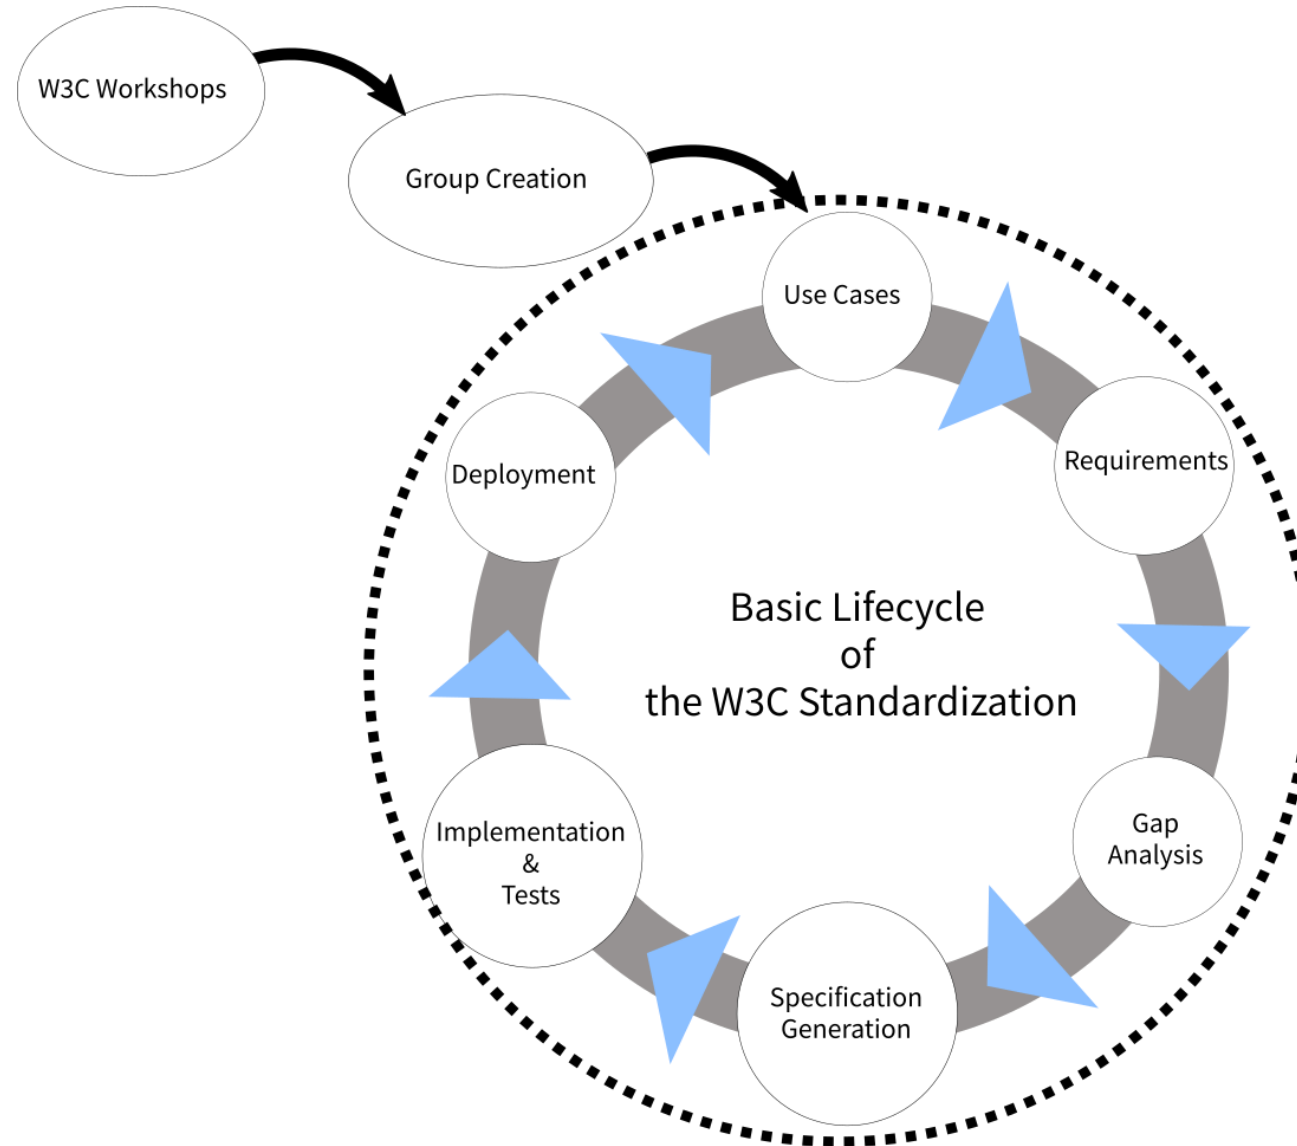 W3C Workshops
Group Creation
Use Cases
Requirements
Deployment
Basic Lifecycle
of
the W3C Standardization
Gap
Analysis
Implementation
&
Tests
Specification
Generation